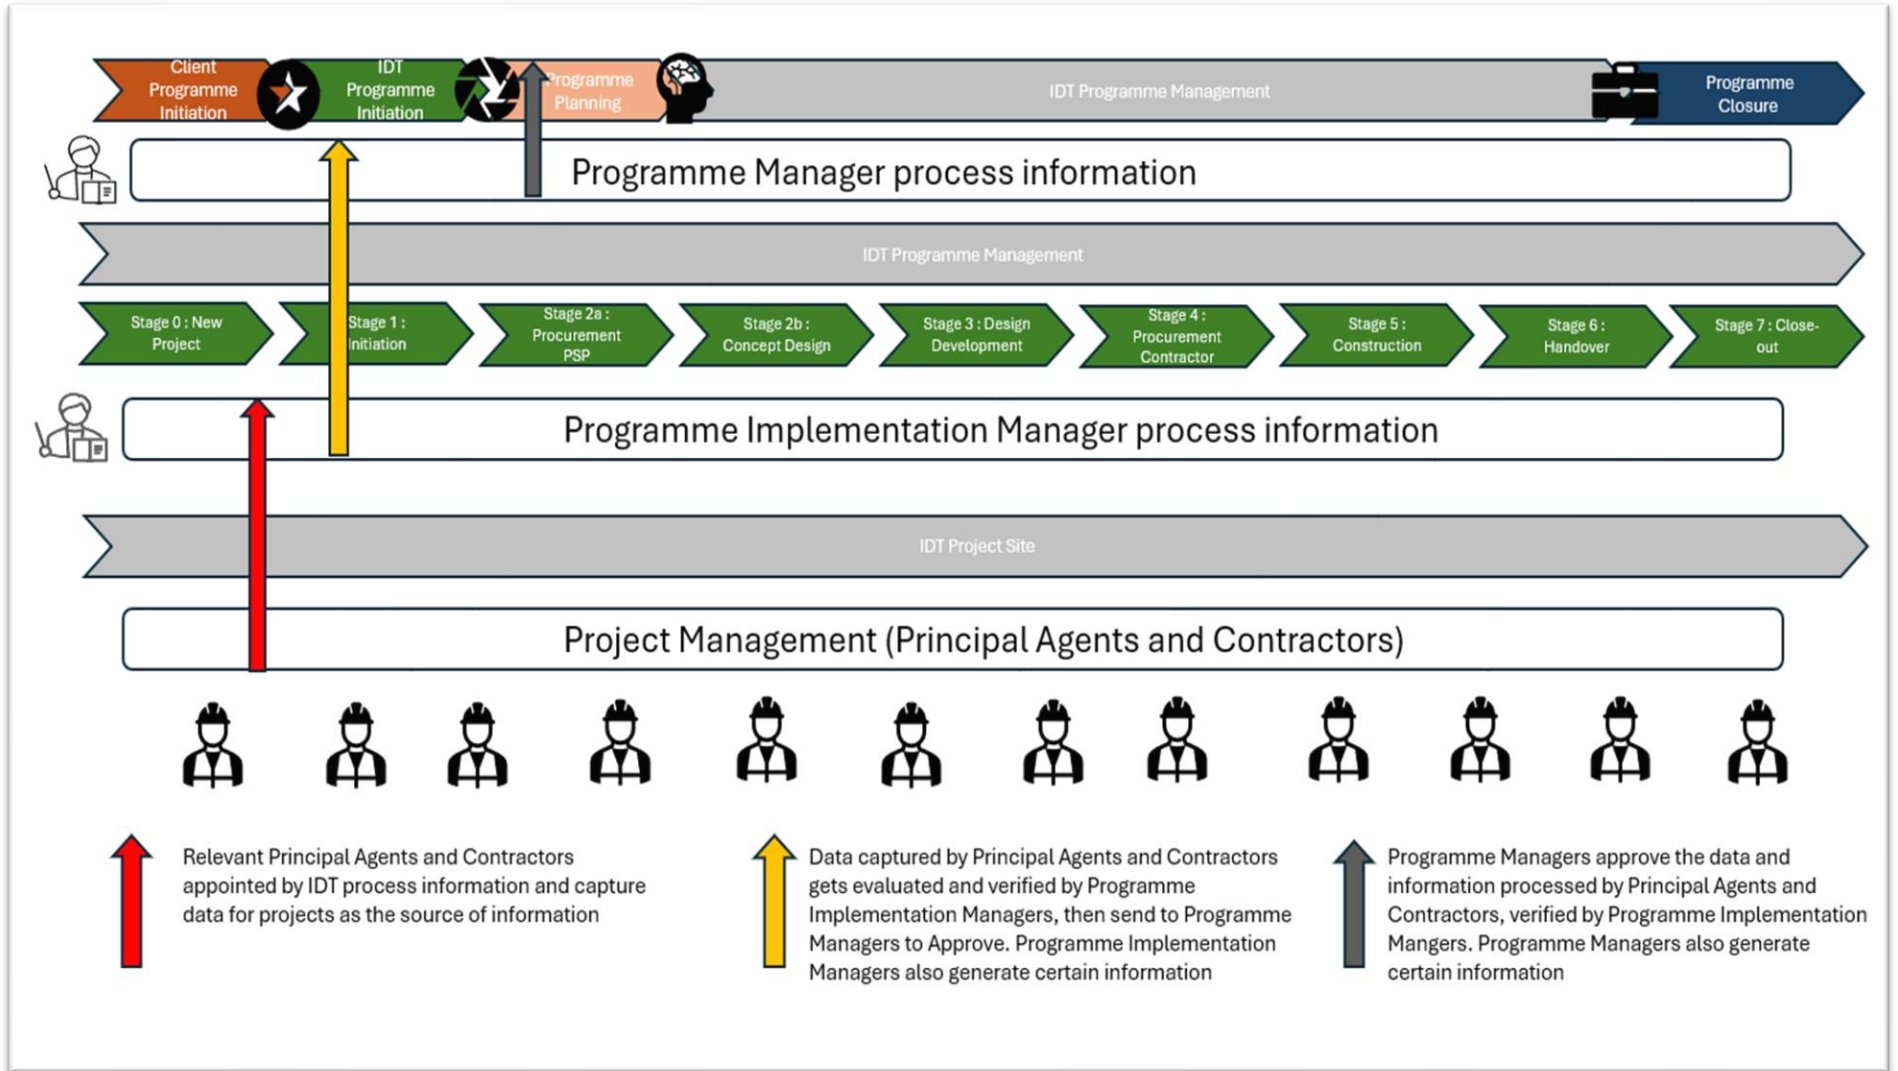 Client
Programme
Initiation
IDT
Programme
Initiation
Programme
Planning
IDT Programme Management
Programme
Closure
Programme Manager process information
IDT Programme Management
Stage 0 : New
Project
Stage 1 :
Initiation
Stage 2a :
Procurement
PSP
Stage 2b :
Concept Design
Stage 3 : Design
Development
Stage 4 :
Procurement
Contractor
Stage 5 :
Construction
Stage 6 :
Handover
Stage 7 : Close-
out
Programme Implementation Manager process information
IDT Project Site
Project Management (Principal Agents and Contractors)
Relevant Principal Agents and Contractors
appointed by IDT process information and capture
data for projects as the source of information
Data captured by Principal Agents and Contractors
gets evaluated and verified by Programme
Implementation Managers, then send to Programme
Managers to Approve. Programme Implementation
Managers also generate certain information
Programme Managers approve the data and
information processed by Principal Agents and
Contractors, verified by Programme Implementation
Mangers. Programme Managers also generate
certain information